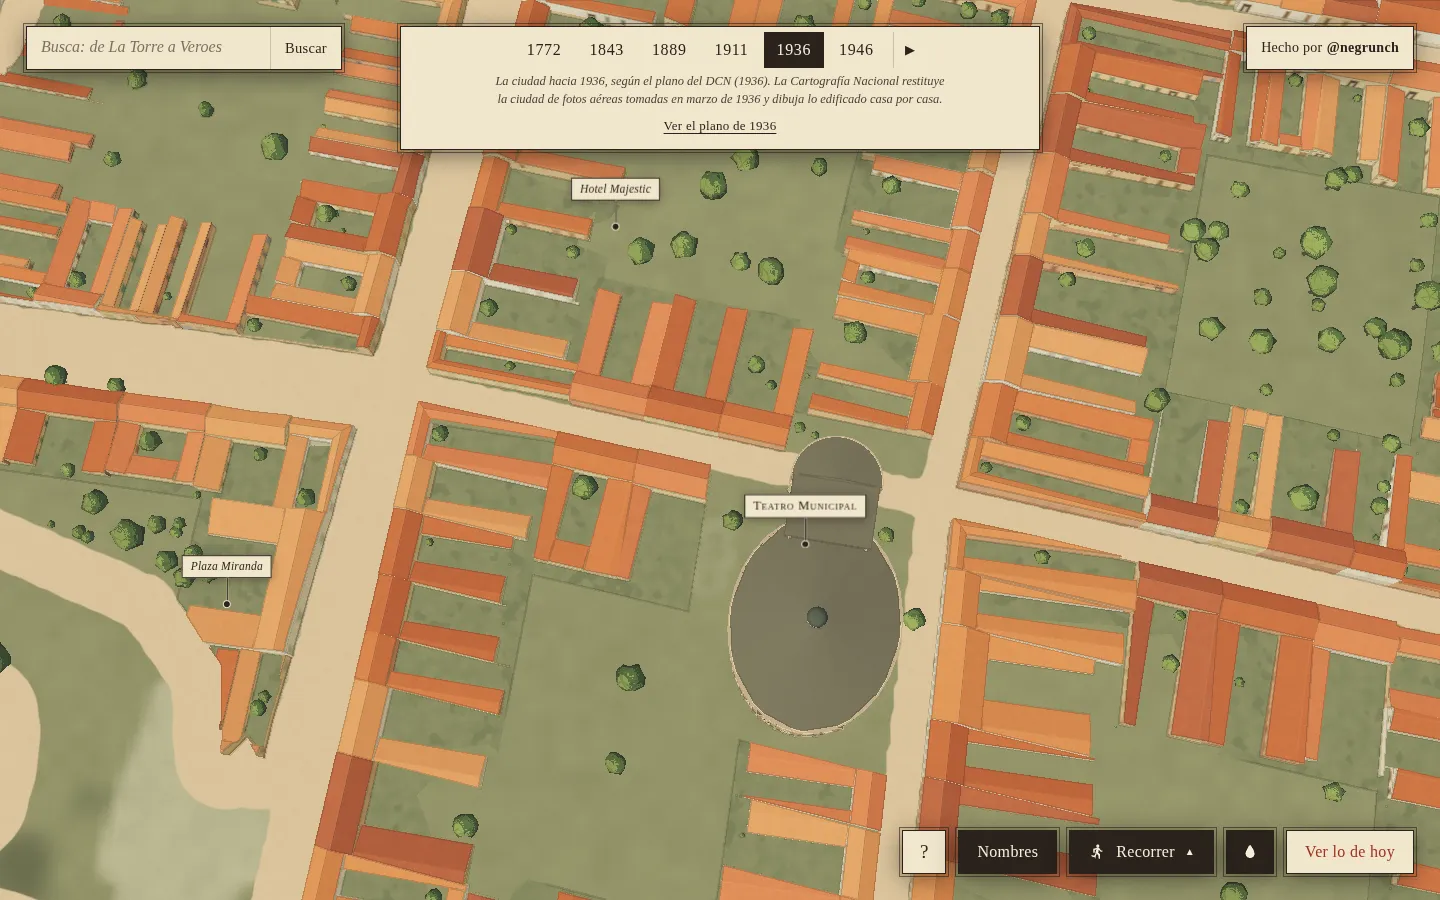 Busca: de La Torre a Veroes
Buscar
1772 1843 1889 1911 1936 1946 ▶
La ciudad hacia 1936, según el plano del DCN (1936). La Cartografía Nacional restituye
la ciudad de fotos aéreas tomadas en marzo de 1936 y dibuja lo edificado casa por casa.
Ver el plano de 1936
Hecho por @negrunch
Hotel Majestic
Teatro Municipal
Plaza Miranda
?
Nombres
Recorrer ▲
Ver lo de hoy